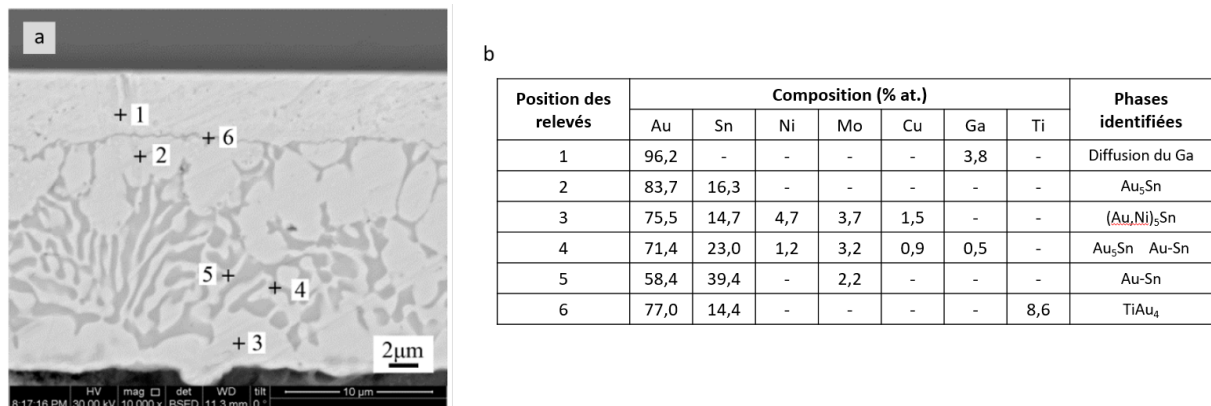 a
1
6
2
5
4
3
2μm
HV mag □ det WD tilt
8:17:16 PM 30.00 kV 10 000 x BSED 11.3 mm 0 ° 10 µm
b
Position des relevés Composition (% at.) Phases identifiées
Au Sn Ni Mo Cu Ga Ti
1 96,2 - - - - 3,8 - Diffusion du Ga
2 83,7 16,3 - - - - - Au₅Sn
3 75,5 14,7 4,7 3,7 1,5 - - (Au,Ni)₅Sn
4 71,4 23,0 1,2 3,2 0,9 0,5 - Au₅Sn Au-Sn
5 58,4 39,4 - 2,2 - - - Au-Sn
6 77,0 14,4 - - - - 8,6 TiAu₄